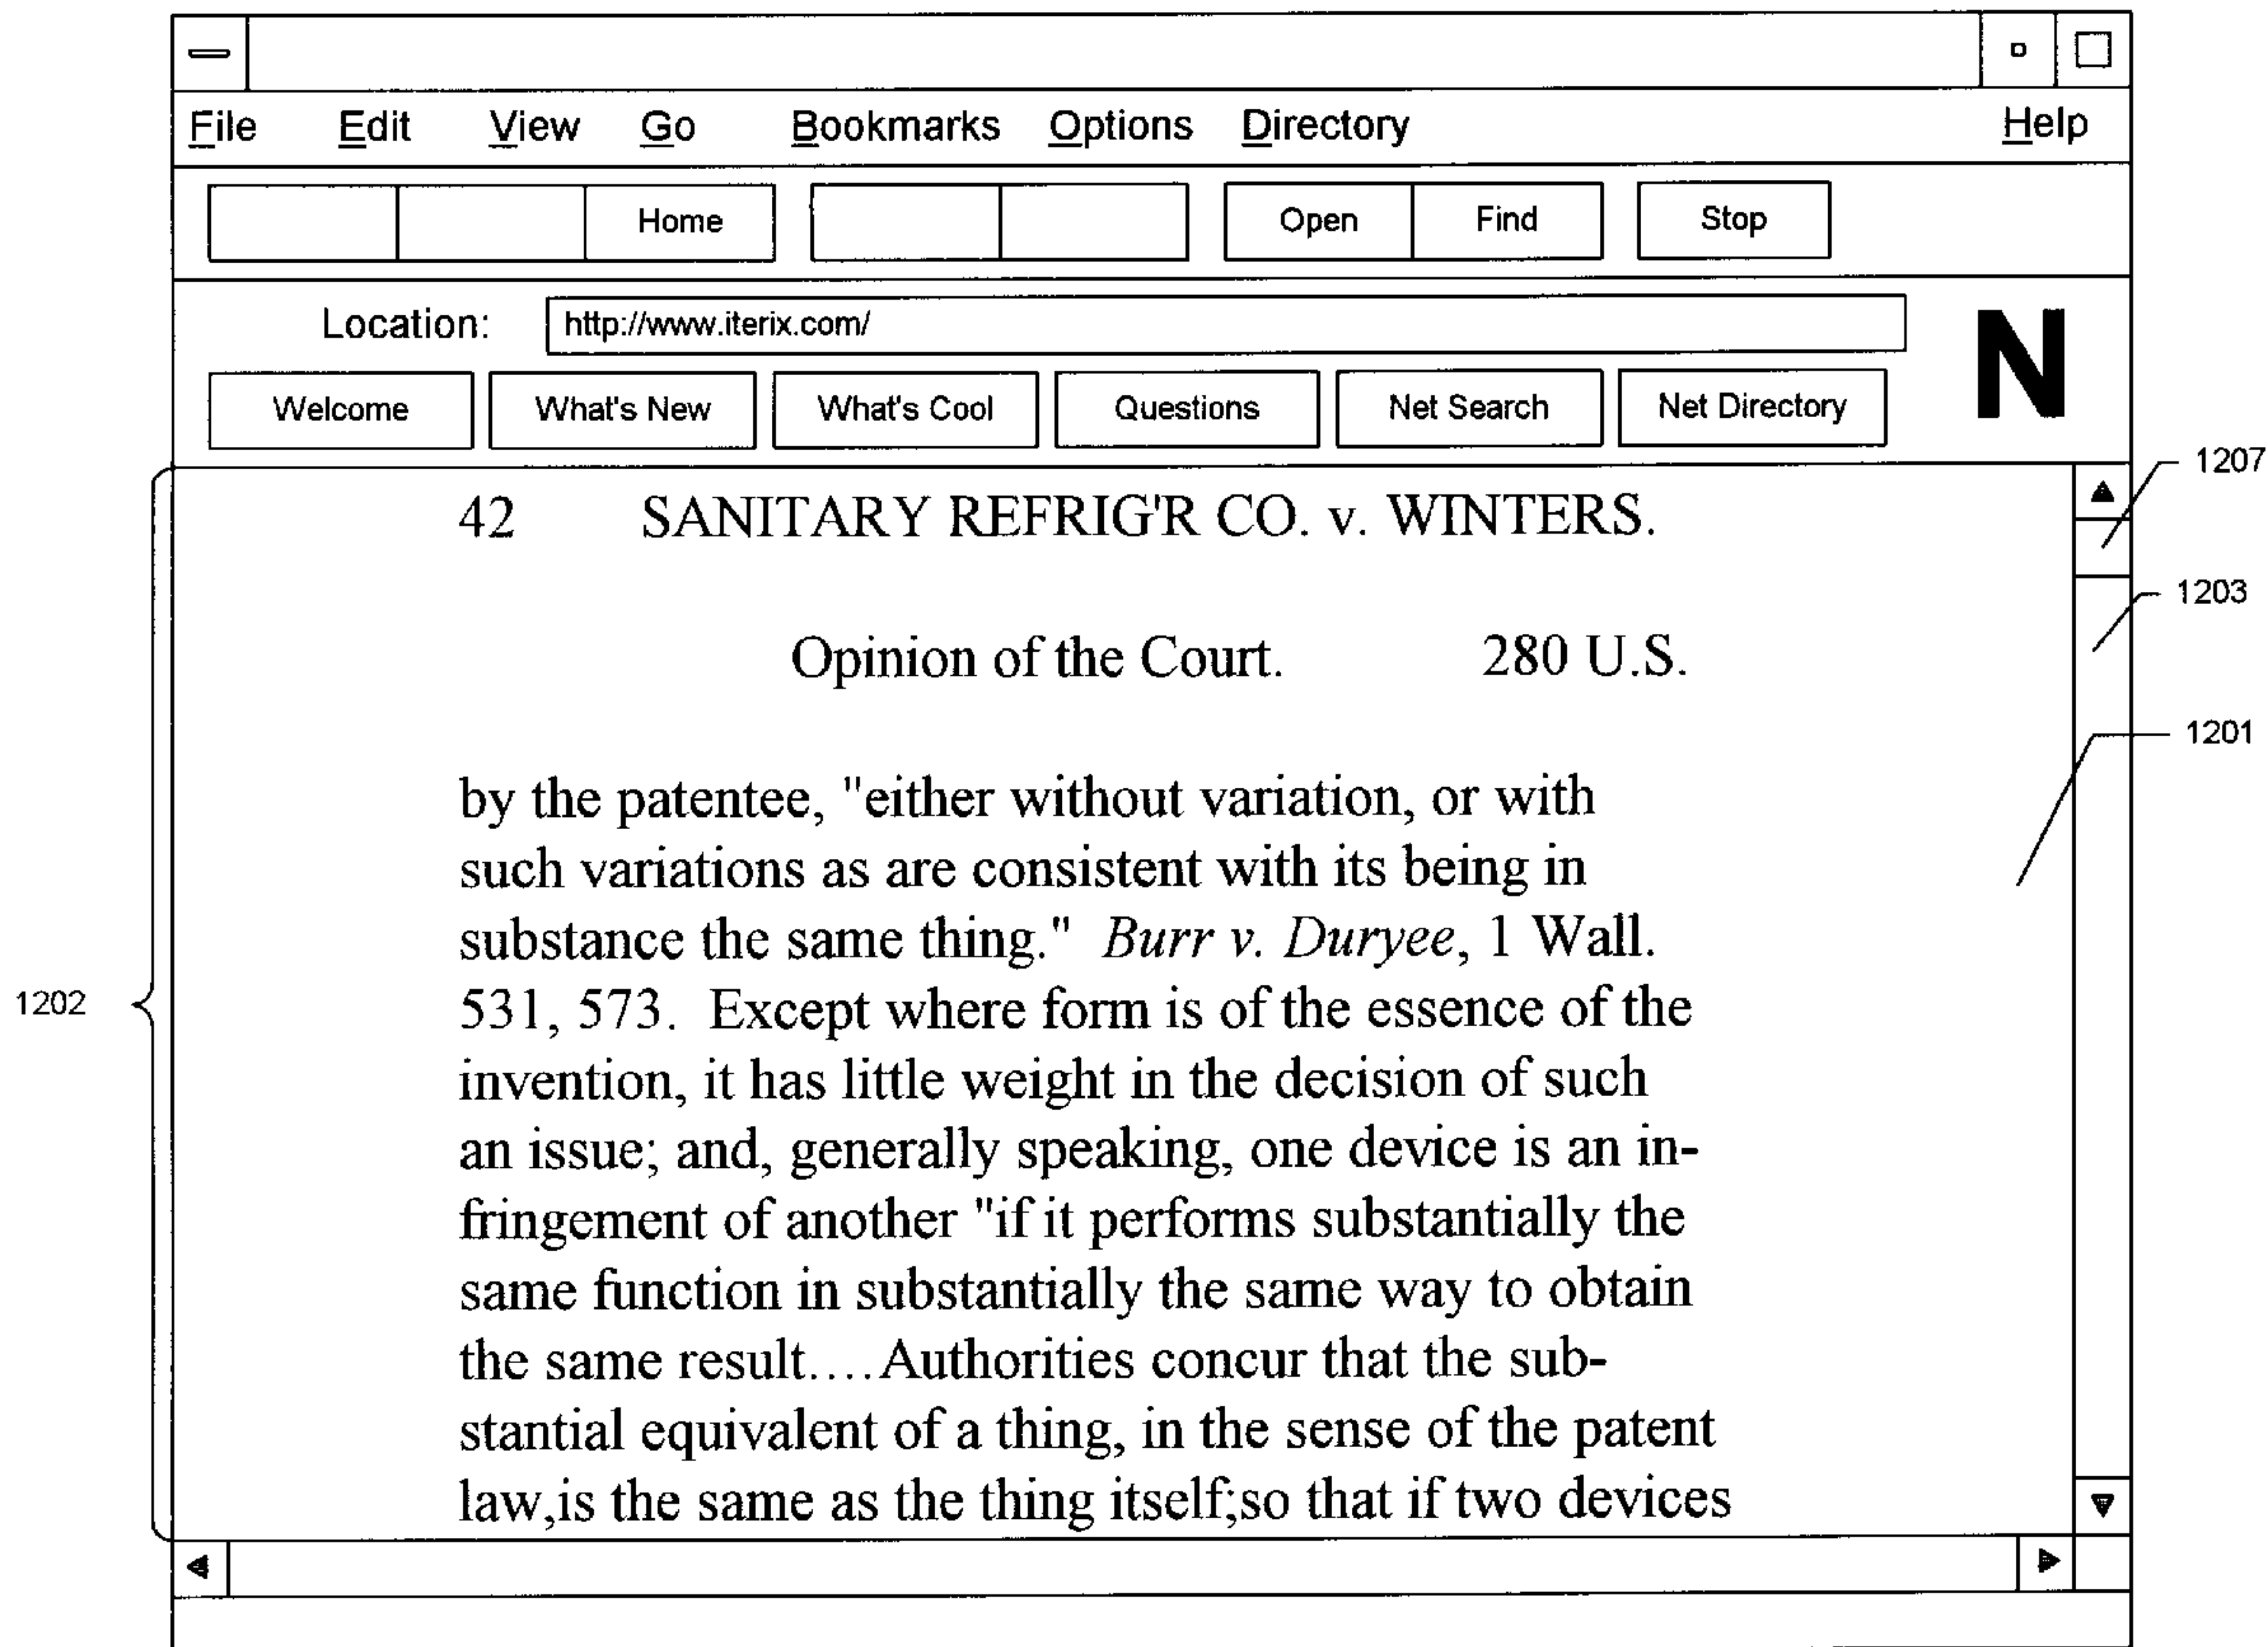 File Edit View Go Bookmarks Options Directory Help
Home Open Find Stop
Location: http://www.iterix.com/
N
Welcome What's New What's Cool Questions Net Search Net Directory
1207
42 SANITARY REFRIG'R CO. v. WINTERS.
1203
Opinion of the Court. 280 U.S.
1201
by the patentee, "either without variation, or with
such variations as are consistent with its being in
substance the same thing." Burr v. Duryee, 1 Wall.
1202
531, 573. Except where form is of the essence of the
invention, it has little weight in the decision of such
an issue; and, generally speaking, one device is an in-
fringement of another "if it performs substantially the
same function in substantially the same way to obtain
the same result....Authorities concur that the sub-
stantial equivalent of a thing, in the sense of the patent
law,is the same as the thing itself;so that if two devices